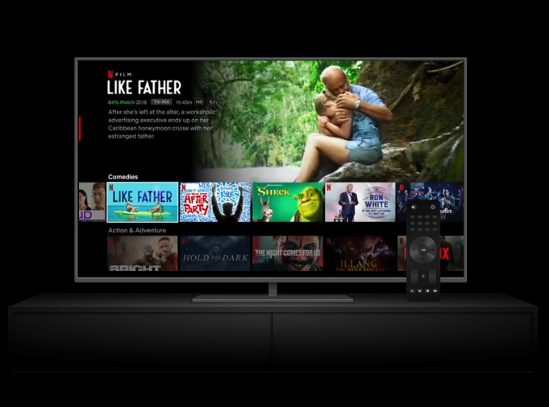 N FILM
LIKE FATHER
84% Match 2018 TV-MA 1h 43m
After she's left at the altar, a workaholic
advertising executive ends up on her
Caribbean honeymoon cruise with her
estranged father.
Comedies
up
LIKE FATHER
AFTER
PARTY
SHREK
RON
WHITE
Action & Adventure
BRIGHT
HOLD THE DARK
THE NIGHT COMES FOR US
ILLANG